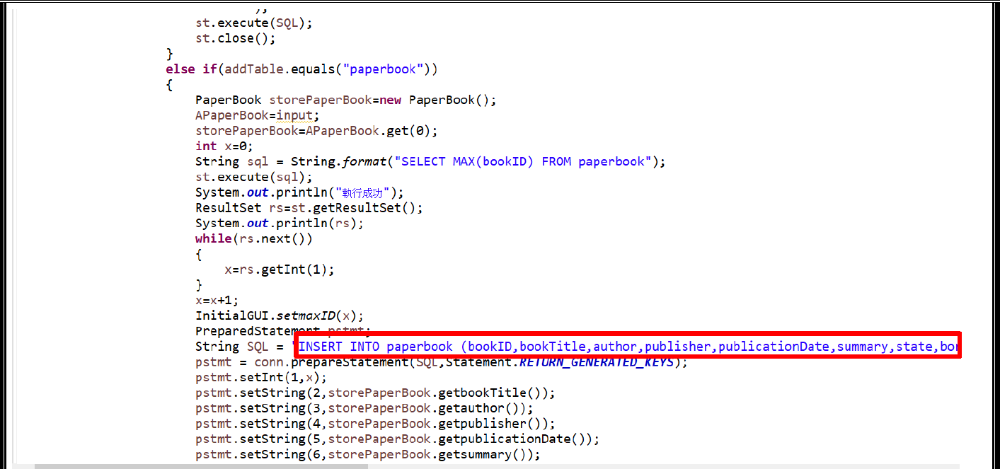 );
st.execute(SQL);
st.close();
}
else if(addTable.equals("paperbook"))
{
PaperBook storePaperBook=new PaperBook();
APaperBook=input;
storePaperBook=APaperBook.get(0);
int x=0;
String sql = String.format("SELECT MAX(bookID) FROM paperbook");
st.execute(sql);
System.out.println("執行成功");
ResultSet rs=st.getResultSet();
System.out.println(rs);
while(rs.next())
{
x=rs.getInt(1);
}
x=x+1;
InitialGUI.setmaxID(x);
PreparedStatement pstmt;
String SQL = "INSERT INTO paperbook (bookID,bookTitle,author,publisher,publicationDate,summary,state,bor
pstmt = conn.prepareStatement(SQL,Statement.RETURN_GENERATED_KEYS);
pstmt.setInt(1,x);
pstmt.setString(2,storePaperBook.getbookTitle());
pstmt.setString(3,storePaperBook.getauthor());
pstmt.setString(4,storePaperBook.getpublisher());
pstmt.setString(5,storePaperBook.getpublicationDate());
pstmt.setString(6,storePaperBook.getsummary());